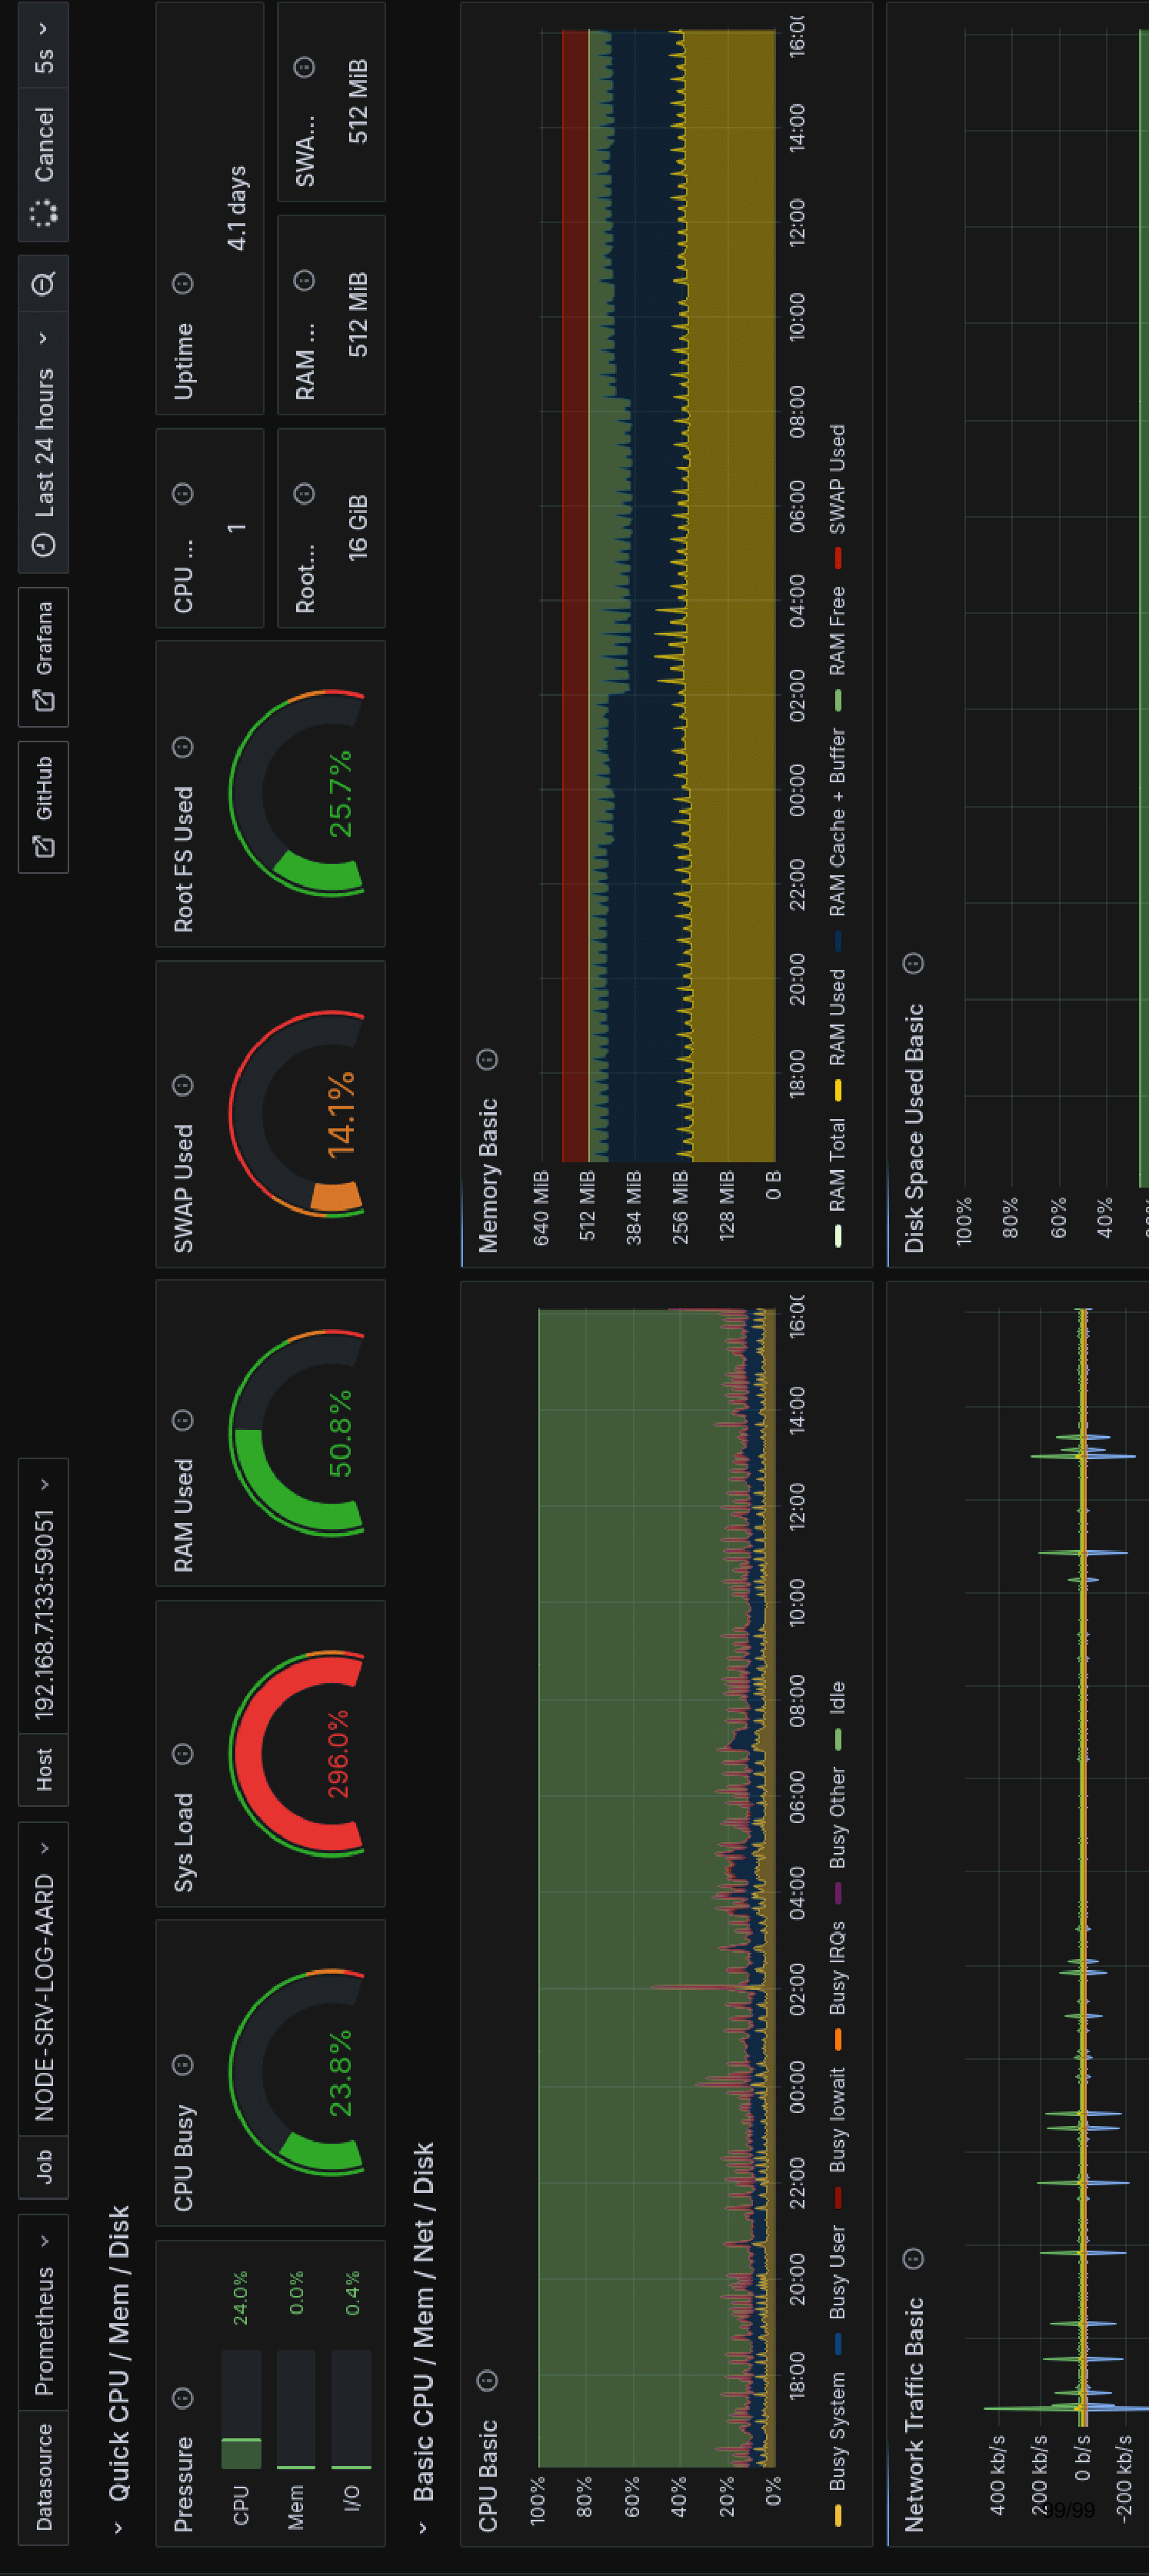 Datasource Prometheus Job NODE-SRV-LOG-AARD Host 192.168.7.133:59051 GitHub Grafana Last 24 hours Cancel 5s
Quick CPU / Mem / Disk
Pressure
CPU 24.0%
Mem 0.0%
I/O 0.4%
CPU Busy
23.8%
Sys Load
296.0%
RAM Used
50.8%
SWAP Used
14.1%
Root FS Used
25.7%
CPU ...
1
Uptime
4.1 days
Root...
16 GiB
RAM ...
512 MiB
SWA...
512 MiB
Basic CPU / Mem / Net / Disk
CPU Basic
100%
80%
60%
40%
20%
0%
18:00 20:00 22:00 00:00 02:00 04:00 06:00 08:00 10:00 12:00 14:00 16:00
Busy System Busy User Busy Iowait Busy IRQs Busy Other Idle
Memory Basic
640 MiB
512 MiB
384 MiB
256 MiB
128 MiB
0 B
18:00 20:00 22:00 00:00 02:00 04:00 06:00 08:00 10:00 12:00 14:00 16:00
RAM Total RAM Used RAM Cache + Buffer RAM Free SWAP Used
Network Traffic Basic
400 kb/s
200 kb/s
0 b/s
-200 kb/s
99/99
Disk Space Used Basic
100%
80%
60%
40%
20%